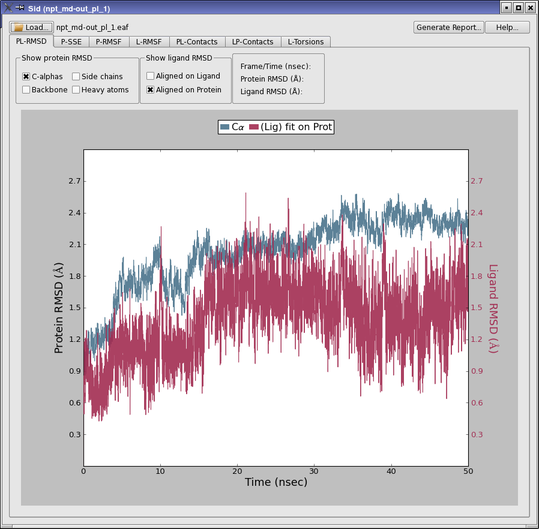 Sid (npt_md-out_pl_1)
Load... npt_md-out_pl_1.eaf Generate Report... Help...
PL-RMSD P-SSE P-RMSF L-RMSF PL-Contacts LP-Contacts L-Torsions
Show protein RMSD
C-alphas Side chains
Backbone Heavy atoms
Show ligand RMSD
Aligned on Ligand
Aligned on Protein
Frame/Time (nsec):
Protein RMSD (Å):
Ligand RMSD (Å):
Cα (Lig) fit on Prot
Protein RMSD (Å)
2.7
2.4
2.1
1.8
1.5
1.2
0.9
0.6
0.3
2.7
2.4
2.1
1.8
1.5
1.2
0.9
0.6
0.3
Ligand RMSD (Å)
0 10 20 30 40 50
Time (nsec)